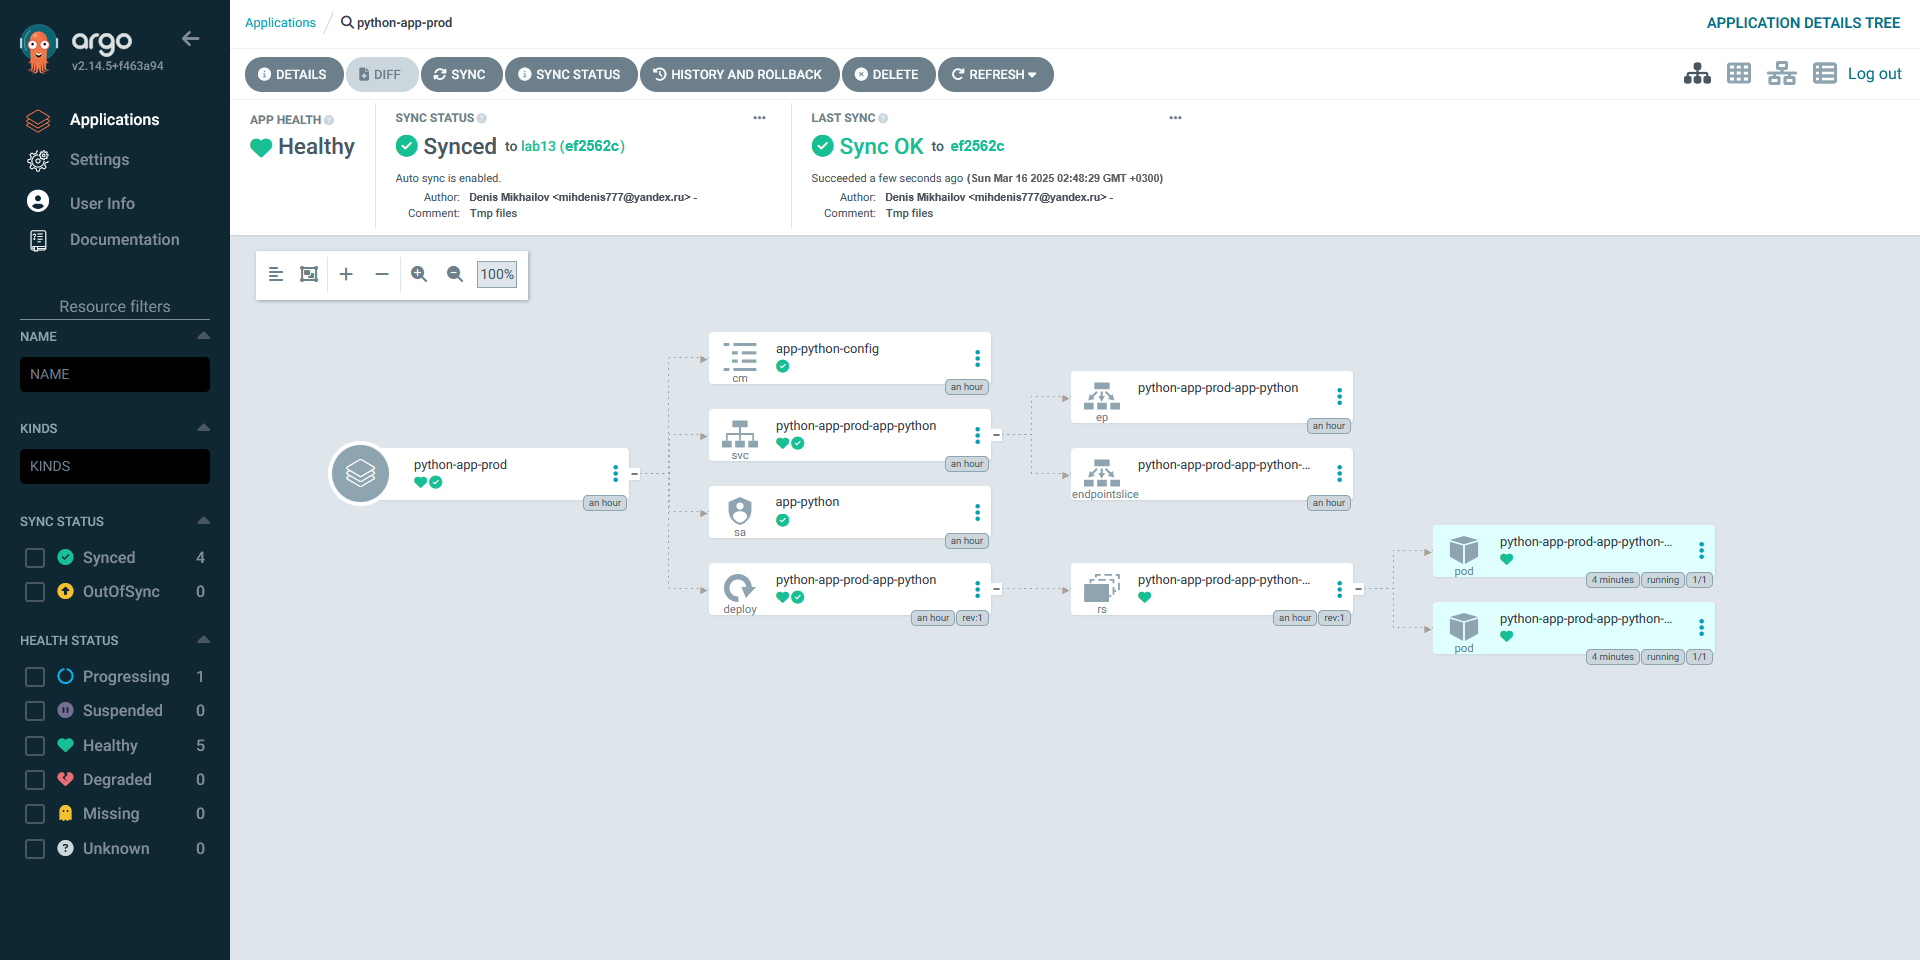 argo
v2.14.5+f463a94
Applications
Settings
User Info
Documentation
Resource filters
NAME
NAME
KINDS
KINDS
SYNC STATUS
Synced 4
OutOfSync 0
HEALTH STATUS
Progressing 1
Suspended 0
Healthy 5
Degraded 0
Missing 0
Unknown 0
Applications / python-app-prod
APPLICATION DETAILS TREE
DETAILS DIFF SYNC SYNC STATUS HISTORY AND ROLLBACK DELETE REFRESH
Log out
APP HEALTH
Healthy
SYNC STATUS
Synced to lab13 (ef2562c)
Auto sync is enabled.
Author: Denis Mikhailov <mihdenis777@yandex.ru> -
Comment: Tmp files
LAST SYNC
Sync OK to ef2562c
Succeeded a few seconds ago (Sun Mar 16 2025 02:48:29 GMT +0300)
Author: Denis Mikhailov <mihdenis777@yandex.ru> -
Comment: Tmp files
100%
python-app-prod
an hour
app-python-config
cm
an hour
python-app-prod-app-python
svc
an hour
app-python
sa
an hour
python-app-prod-app-python
deploy
an hour rev:1
python-app-prod-app-python
ep
an hour
python-app-prod-app-python-...
endpointslice
an hour
python-app-prod-app-python-...
rs
an hour rev:1
python-app-prod-app-python-...
pod
4 minutes running 1/1
python-app-prod-app-python-...
pod
4 minutes running 1/1